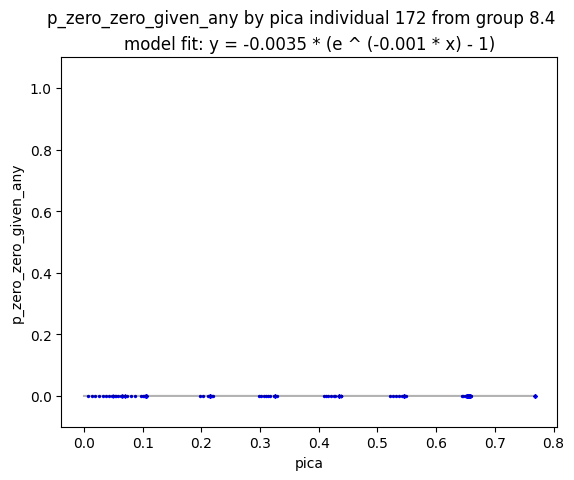 p_zero_zero_given_any by pica individual 172 from group 8.4
model fit: y = -0.0035 * (e ^ (-0.001 * x) - 1)
1.0
0.8
0.6
0.4
0.2
0.0
p_zero_zero_given_any
0.0 0.1 0.2 0.3 0.4 0.5 0.6 0.7 0.8
pica